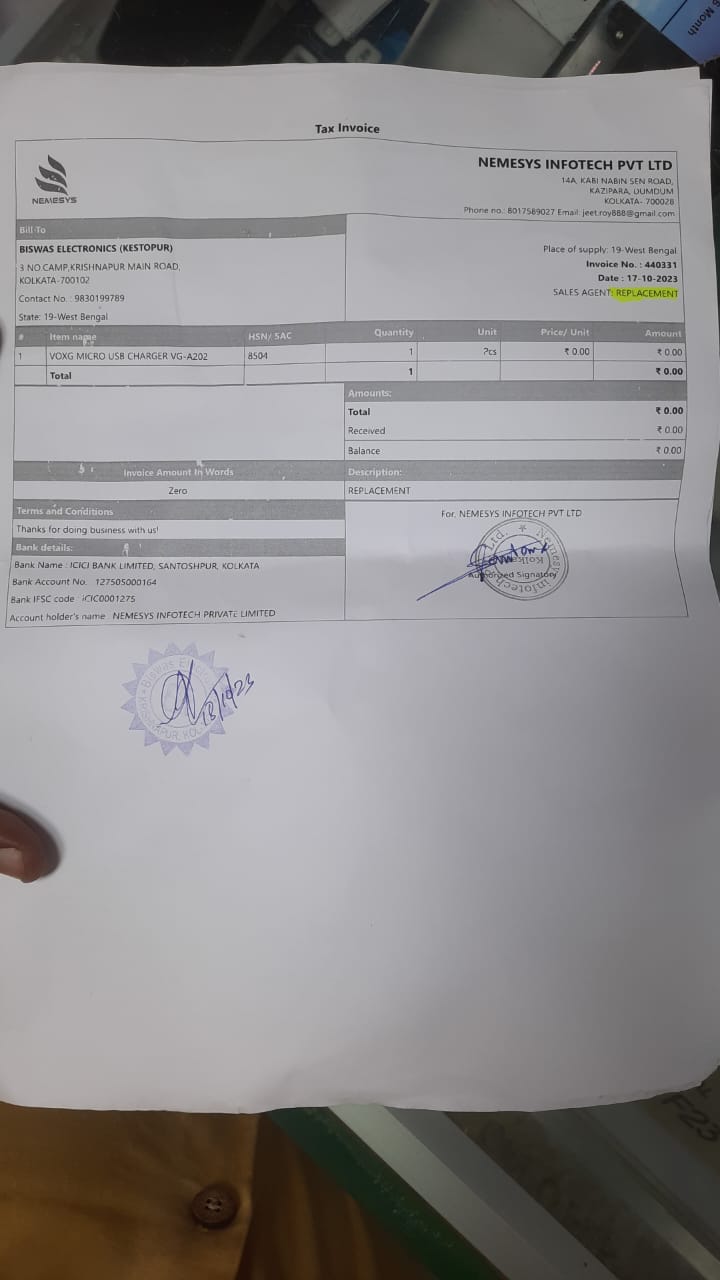 Tax Invoice
NEMESYS
NEMESYS INFOTECH PVT LTD
14A, KABI NABIN SEN ROAD,
KAZIPARA, DUMDUM
KOLKATA- 700028
Phone no.: 8017589027 Email: jeet.roy888@gmail.com
Bill To
BISWAS ELECTRONICS (KESTOPUR)
3 NO.CAMP,KRISHNAPUR MAIN ROAD,
KOLKATA-700102
Contact No. : 9830199789
State: 19-West Bengal
Place of supply: 19-West Bengal
Invoice No. : 440331
Date : 17-10-2023
SALES AGENT: REPLACEMENT
# Item name HSN/ SAC Quantity Unit Price/ Unit Amount
1 VOXG MICRO USB CHARGER VG-A202 8504 1 Pcs ₹ 0.00 ₹ 0.00
Total 1 ₹ 0.00
Amounts:
Total ₹ 0.00
Received ₹ 0.00
Balance ₹ 0.00
Invoice Amount In Words
Zero
Description:
REPLACEMENT
Terms and Conditions
Thanks for doing business with us!
Bank details:
Bank Name : ICICI BANK LIMITED, SANTOSHPUR, KOLKATA
Bank Account No. 127505000164
Bank IFSC code : ICIC0001275
Account holder's name : NEMESYS INFOTECH PRIVATE LIMITED
For, NEMESYS INFOTECH PVT LTD
Authorized Signatory
Nemesys Infotech Ltd.
Biswas
18/10/23
Month